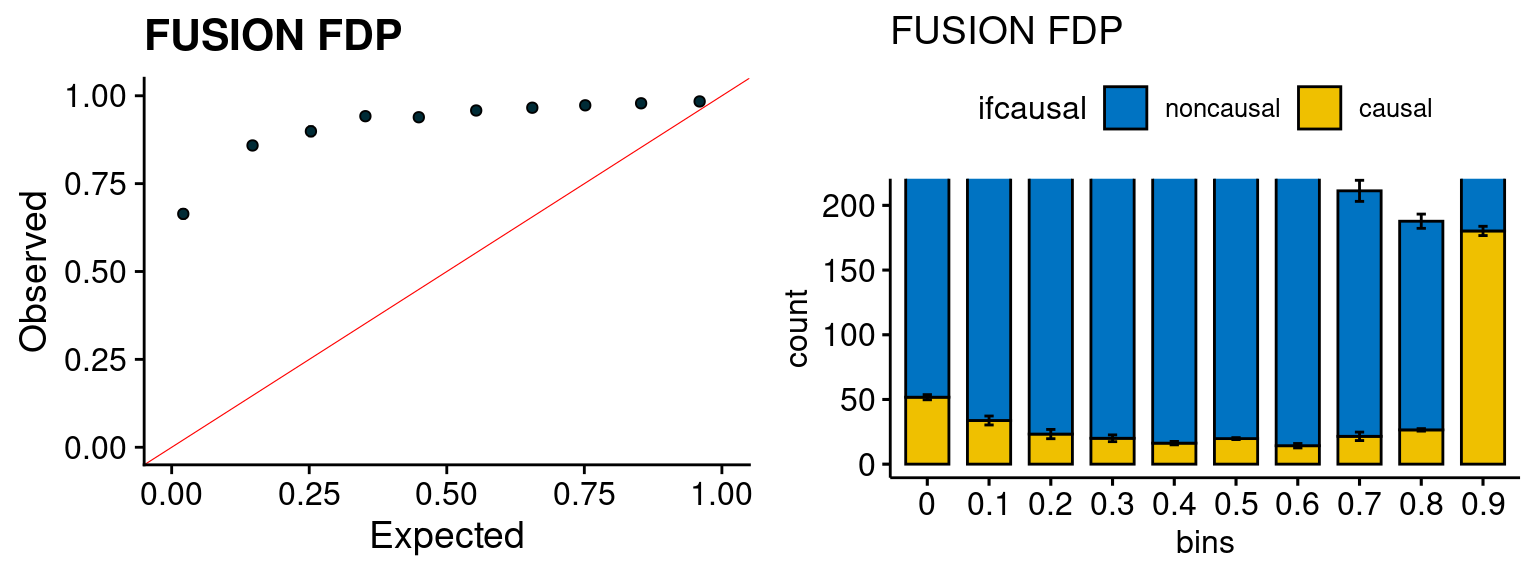 FUSION FDP
1.00
0.75
0.50
0.25
0.00
Observed
0.00 0.25 0.50 0.75 1.00
Expected
FUSION FDP
ifcausal noncausal causal
200
150
100
50
0
count
0 0.1 0.2 0.3 0.4 0.5 0.6 0.7 0.8 0.9
bins